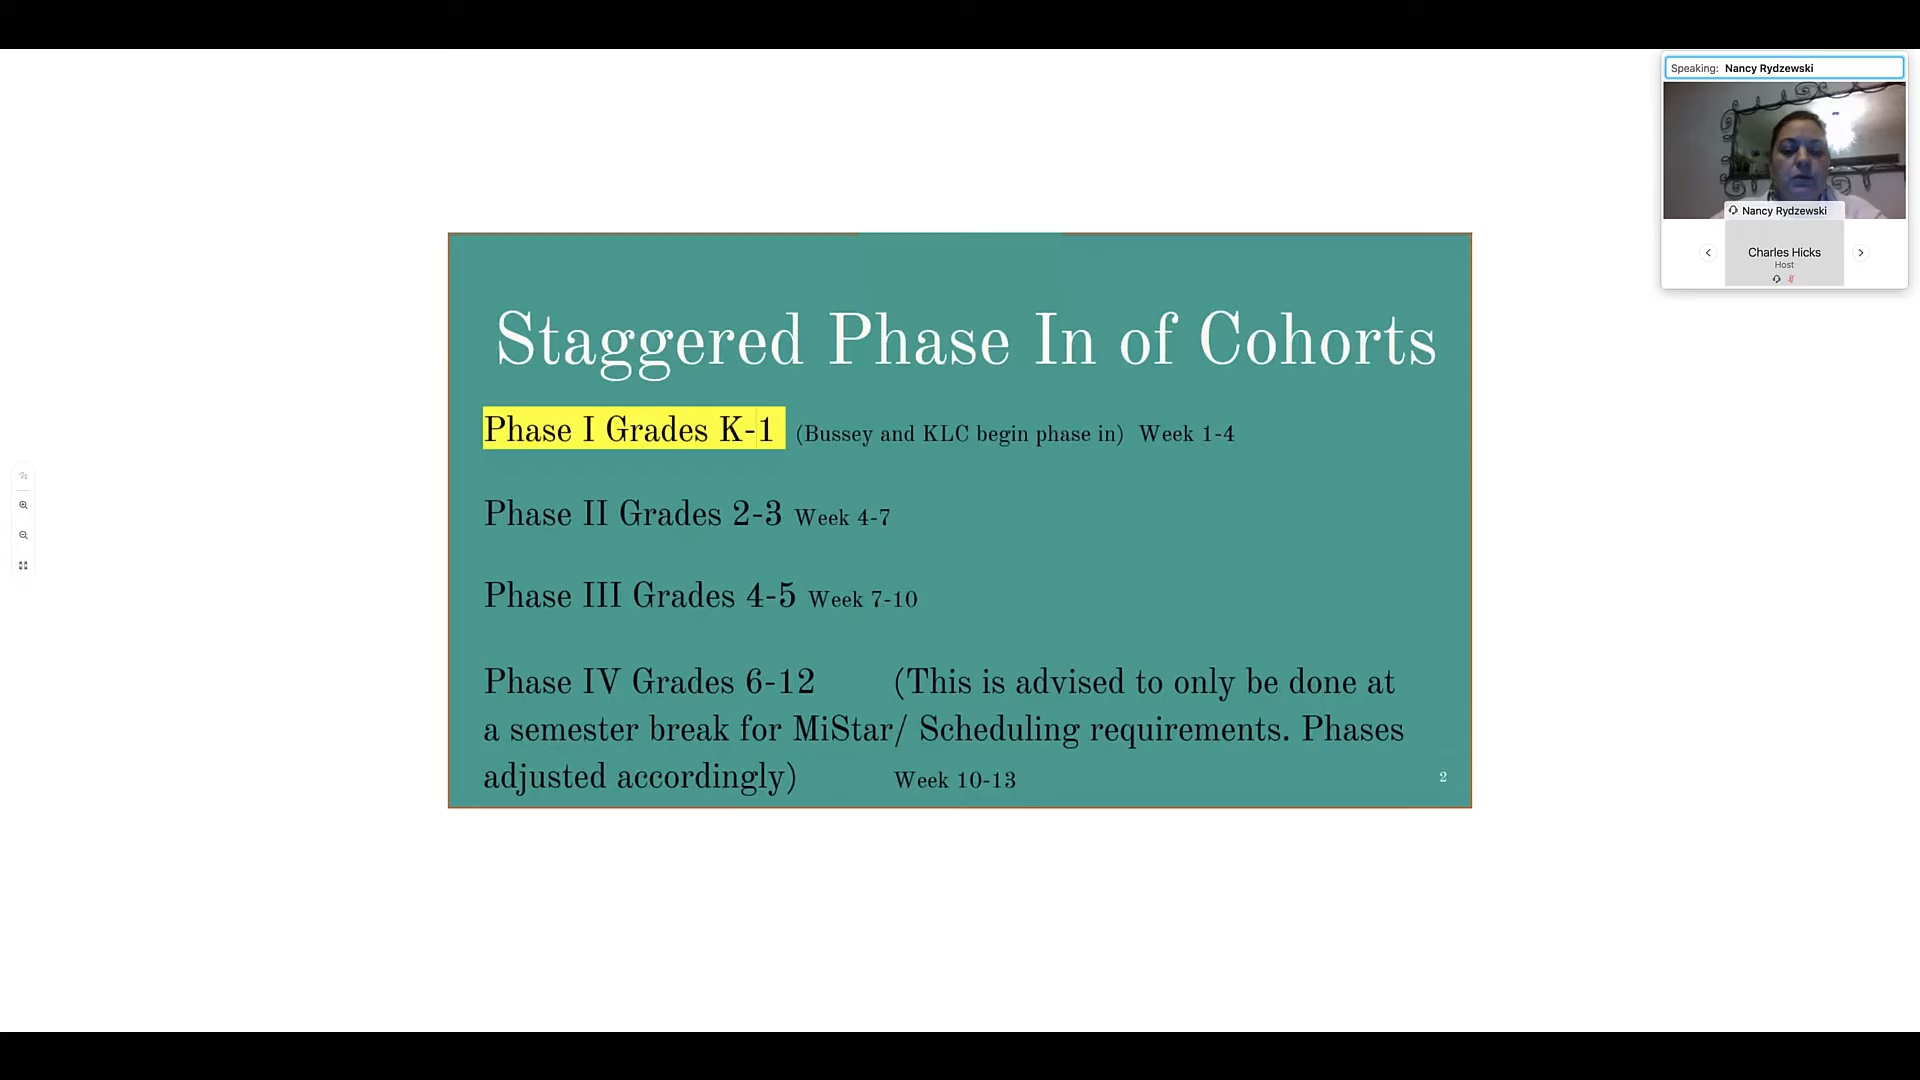 Speaking: Nancy Rydzewski
Nancy Rydzewski
Charles Hicks
Host
Staggered Phase In of Cohorts
Phase I Grades K-1 (Bussey and KLC begin phase in) Week 1-4
Phase II Grades 2-3 Week 4-7
Phase III Grades 4-5 Week 7-10
Phase IV Grades 6-12 (This is advised to only be done at
a semester break for MiStar/ Scheduling requirements. Phases
adjusted accordingly) Week 10-13
2